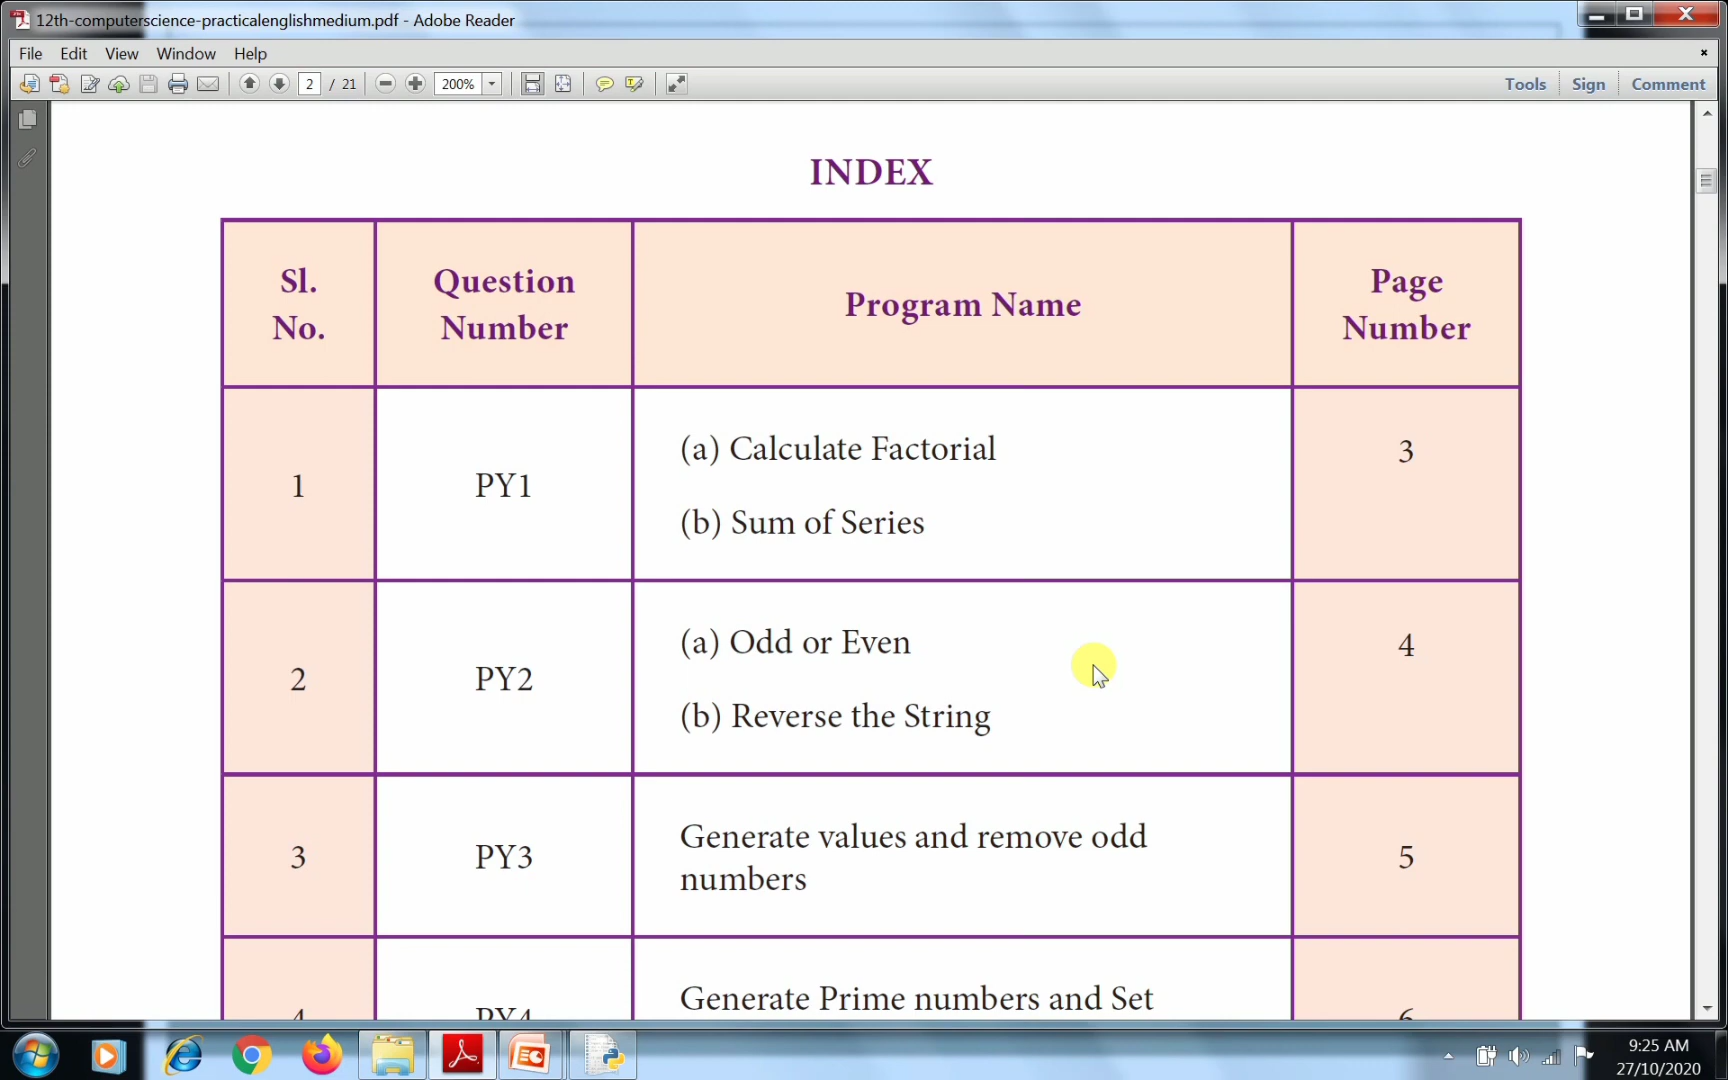 12th-computerscience-practicalenglishmedium.pdf - Adobe Reader
File Edit View Window Help
2 / 21 200% Tools Sign Comment
INDEX
Sl. No.
Question Number
Program Name
Page Number
1
PY1
(a) Calculate Factorial
(b) Sum of Series
3
2
PY2
(a) Odd or Even
(b) Reverse the String
4
3
PY3
Generate values and remove odd
numbers
5
4
PY4
Generate Prime numbers and Set
6
9:25 AM
27/10/2020